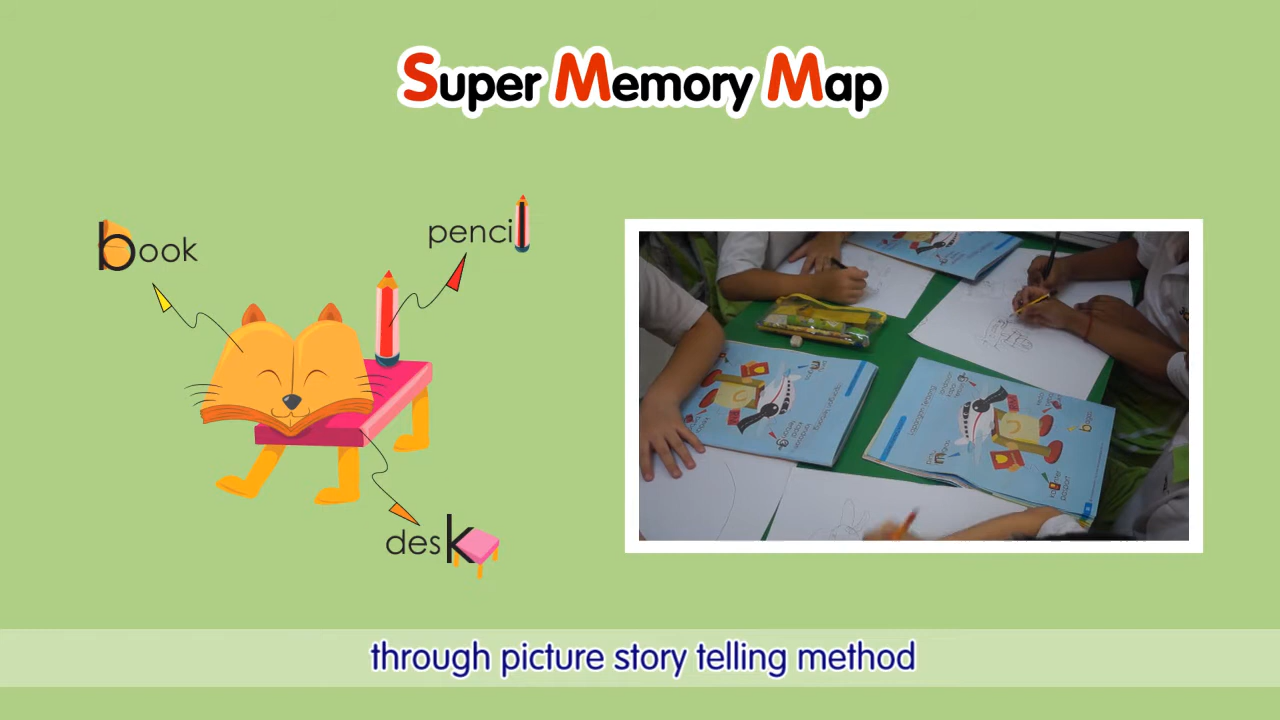 Super Memory Map
book
pencil
desk
through picture story telling method